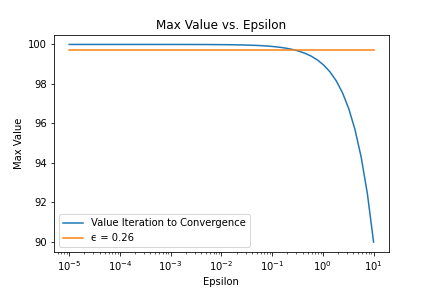 Max Value vs. Epsilon
Max Value
100
98
96
94
92
90
Value Iteration to Convergence
ϵ = 0.26
10⁻⁵
10⁻⁴
10⁻³
10⁻²
10⁻¹
10⁰
10¹
Epsilon